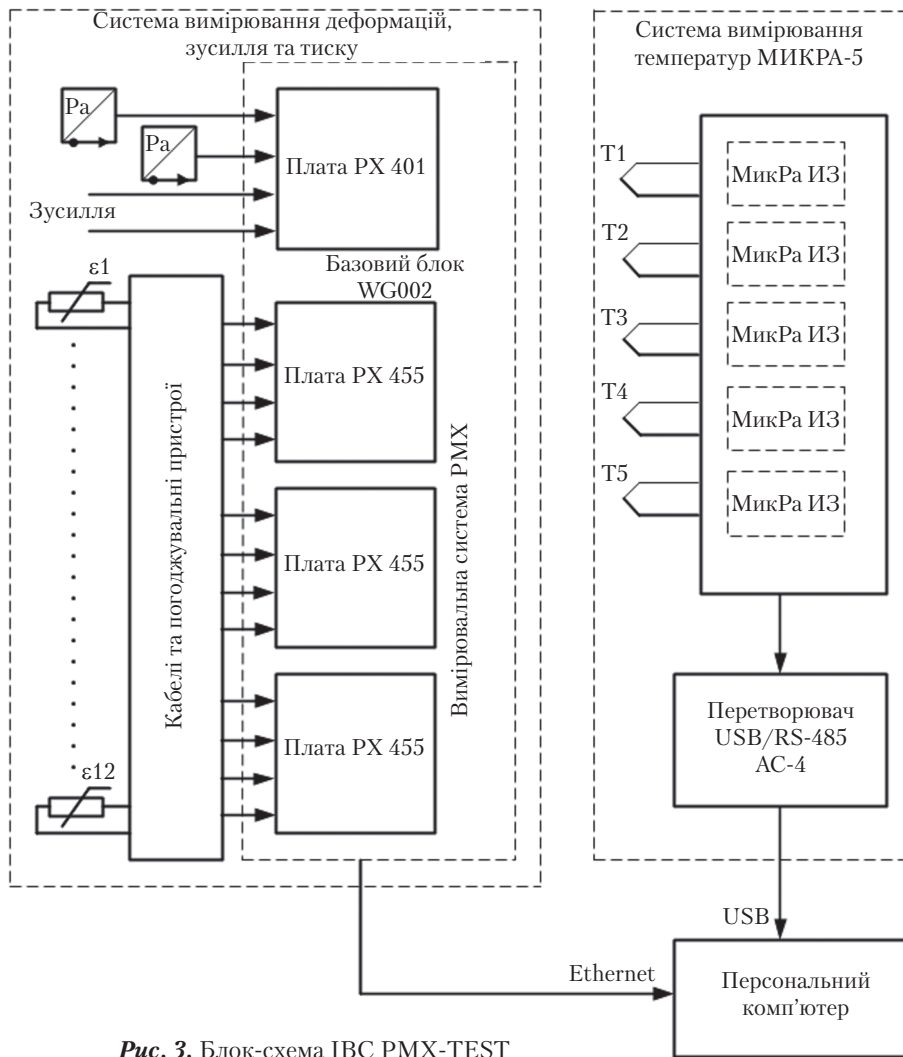 Система вимірювання деформацій,
зусилля та тиску
Pa
Pa
Зусилля
Плата PX 401
Базовий блок
WG002
ε1
ε12
Кабелі та погоджувальні пристрої
Плата PX 455
Плата PX 455
Плата PX 455
Вимірювальна система PMX
Система вимірювання
температур МИКРА-5
T1
T2
T3
T4
T5
МикРа ИЗ
МикРа ИЗ
МикРа ИЗ
МикРа ИЗ
МикРа ИЗ
Перетворювач
USB/RS-485
AC-4
USB
Ethernet
Персональний
комп’ютер
Рис. 3. Блок-схема ІВС PMX-TEST